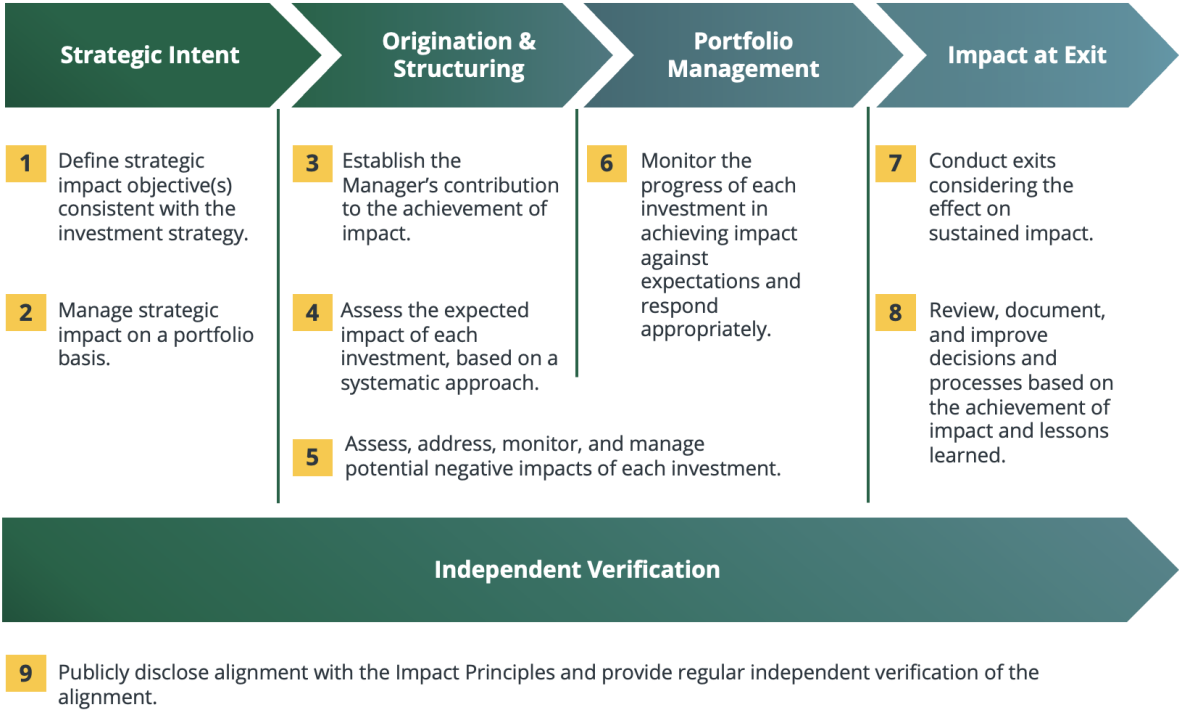 Strategic Intent
Origination &
Structuring
Portfolio
Management
Impact at Exit
1
Define strategic
impact objective(s)
consistent with the
investment strategy.
2
Manage strategic
impact on a portfolio
basis.
3
Establish the
Manager’s contribution
to the achievement of
impact.
4
Assess the expected
impact of each
investment, based on a
systematic approach.
5
Assess, address, monitor, and manage
potential negative impacts of each investment.
6
Monitor the
progress of each
investment in
achieving impact
against
expectations and
respond
appropriately.
7
Conduct exits
considering the
effect on
sustained impact.
8
Review, document,
and improve
decisions and
processes based on
the achievement of
impact and lessons
learned.
Independent Verification
9
Publicly disclose alignment with the Impact Principles and provide regular independent verification of the
alignment.